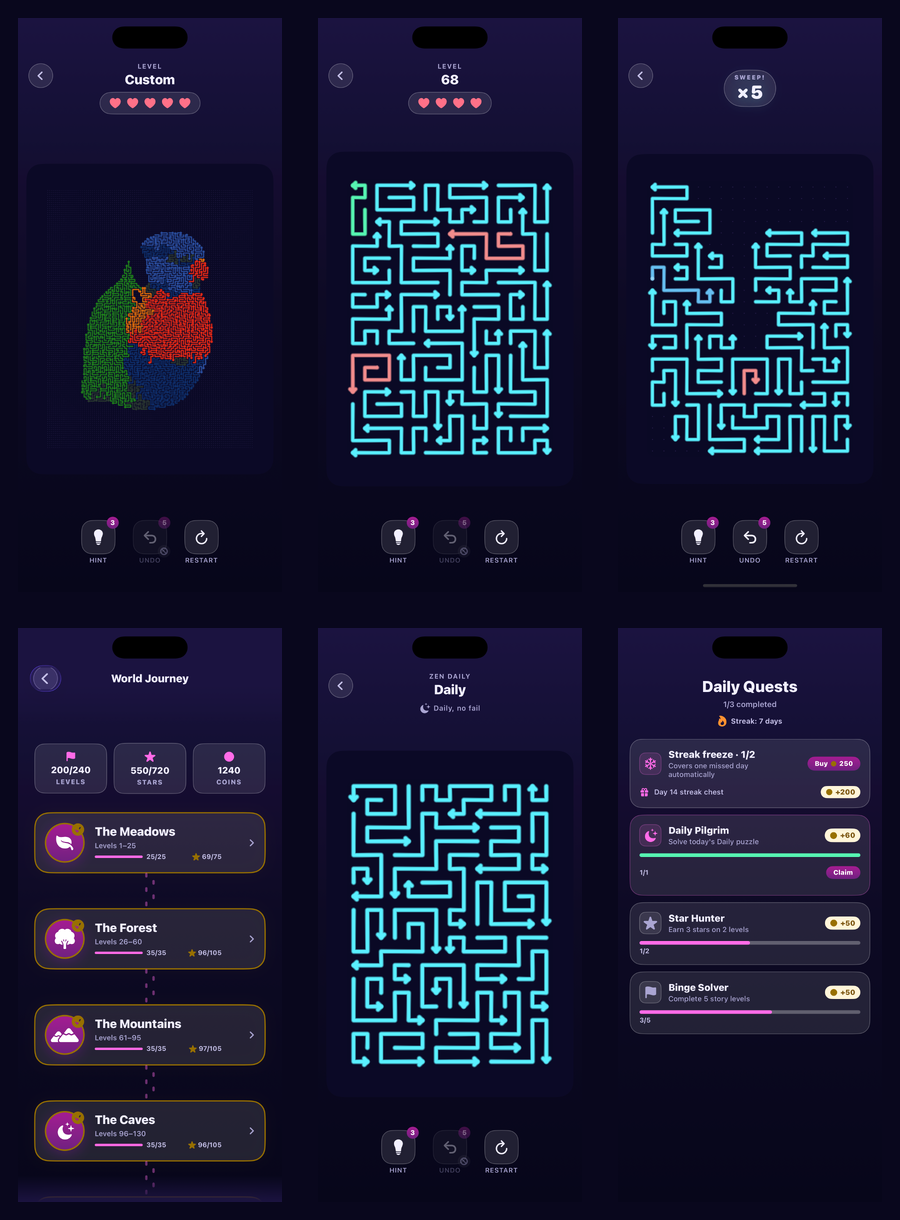 LEVEL
Custom
3
5
HINT
UNDO
RESTART
LEVEL
68
3
5
HINT
UNDO
RESTART
SWEEP!
×5
3
5
HINT
UNDO
RESTART
World Journey
200/240
LEVELS
550/720
STARS
1240
COINS
The Meadows
Levels 1–25
25/25
69/75
The Forest
Levels 26–60
35/35
96/105
The Mountains
Levels 61–95
35/35
97/105
The Caves
Levels 96–130
35/35
96/105
ZEN DAILY
Daily
Daily, no fail
3
5
HINT
UNDO
RESTART
Daily Quests
1/3 completed
Streak: 7 days
Streak freeze · 1/2
Covers one missed day
automatically
Buy 250
Day 14 streak chest
+200
Daily Pilgrim
Solve today's Daily puzzle
+60
1/1
Claim
Star Hunter
Earn 3 stars on 2 levels
+50
1/2
Binge Solver
Complete 5 story levels
+50
3/5